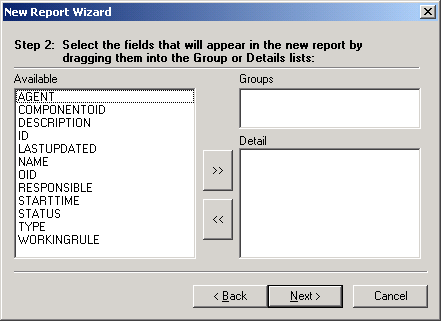 New Report Wizard
Step 2: Select the fields that will appear in the new report by
dragging them into the Group or Details lists:
Available
Groups
AGENT
COMPONENTOID
DESCRIPTION
ID
LASTUPDATED
NAME
OID
RESPONSIBLE
STARTTIME
STATUS
TYPE
WORKINGRULE
Detail
>>
<<
< Back
Next >
Cancel